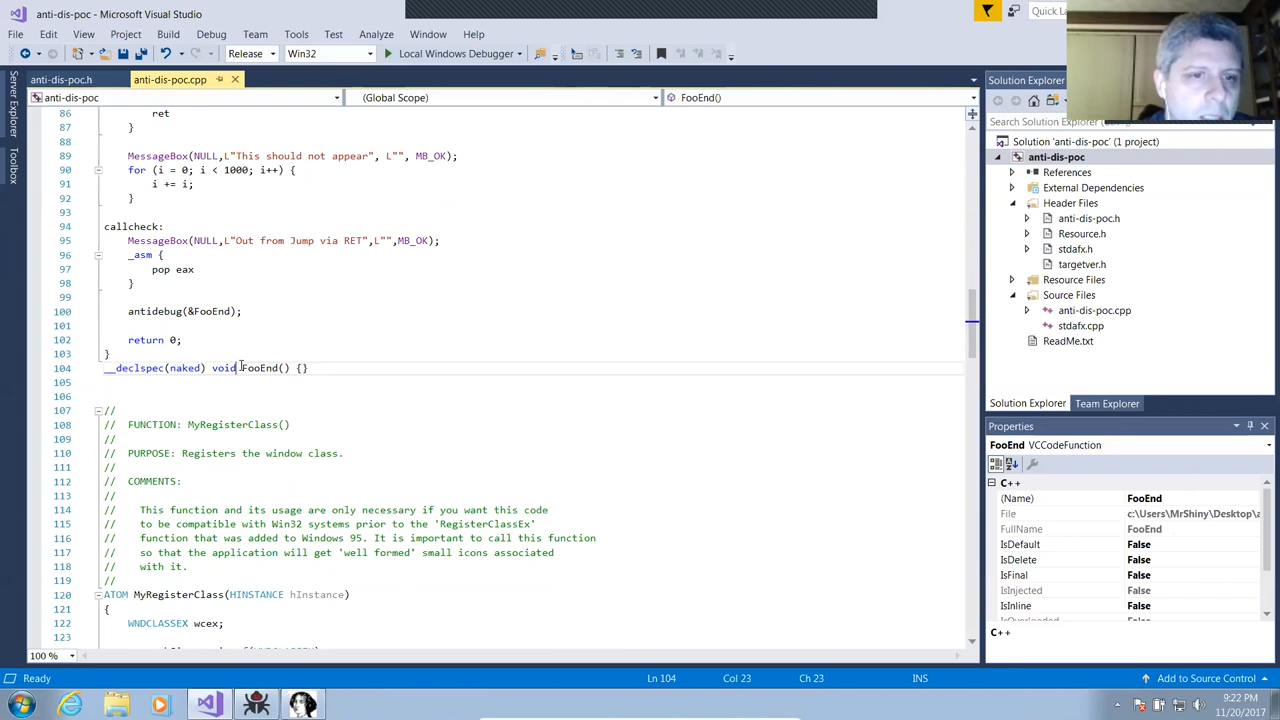 anti-dis-poc - Microsoft Visual Studio
Quick La
File Edit View Project Build Debug Team Tools Test Analyze Window Help
Release Win32 Local Windows Debugger
Server Explorer
Toolbox
anti-dis-poc.h anti-dis-poc.cpp
anti-dis-poc (Global Scope) FooEnd()
86 ret
87 }
88
89 MessageBox(NULL,L"This should not appear", L"", MB_OK);
90 for (i = 0; i < 1000; i++) {
91 i += i;
92 }
93
94 callcheck:
95 MessageBox(NULL,L"Out from Jump via RET",L"",MB_OK);
96 _asm {
97 pop eax
98 }
99
100 antidebug(&FooEnd);
101
102 return 0;
103 }
104 __declspec(naked) void FooEnd() {}
105
106
107 //
108 // FUNCTION: MyRegisterClass()
109 //
110 // PURPOSE: Registers the window class.
111 //
112 // COMMENTS:
113 //
114 // This function and its usage are only necessary if you want this code
115 // to be compatible with Win32 systems prior to the 'RegisterClassEx'
116 // function that was added to Windows 95. It is important to call this function
117 // so that the application will get 'well formed' small icons associated
118 // with it.
119 //
120 ATOM MyRegisterClass(HINSTANCE hInstance)
121 {
122 WNDCLASSEX wcex;
123
100 %
Solution Explorer
Search Solution Explorer
Solution 'anti-dis-poc' (1 project)
anti-dis-poc
References
External Dependencies
Header Files
anti-dis-poc.h
Resource.h
stdafx.h
targetver.h
Resource Files
Source Files
anti-dis-poc.cpp
stdafx.cpp
ReadMe.txt
Solution Explorer Team Explorer
Properties
FooEnd VCCodeFunction
C++
(Name) FooEnd
File c:\Users\MrShiny\Desktop\a
FullName FooEnd
IsDefault False
IsDelete False
IsFinal False
IsInjected False
IsInline False
IsOverloaded False
C++
Ready Ln 104 Col 23 Ch 23 INS Add to Source Control
9:22 PM
11/20/2017